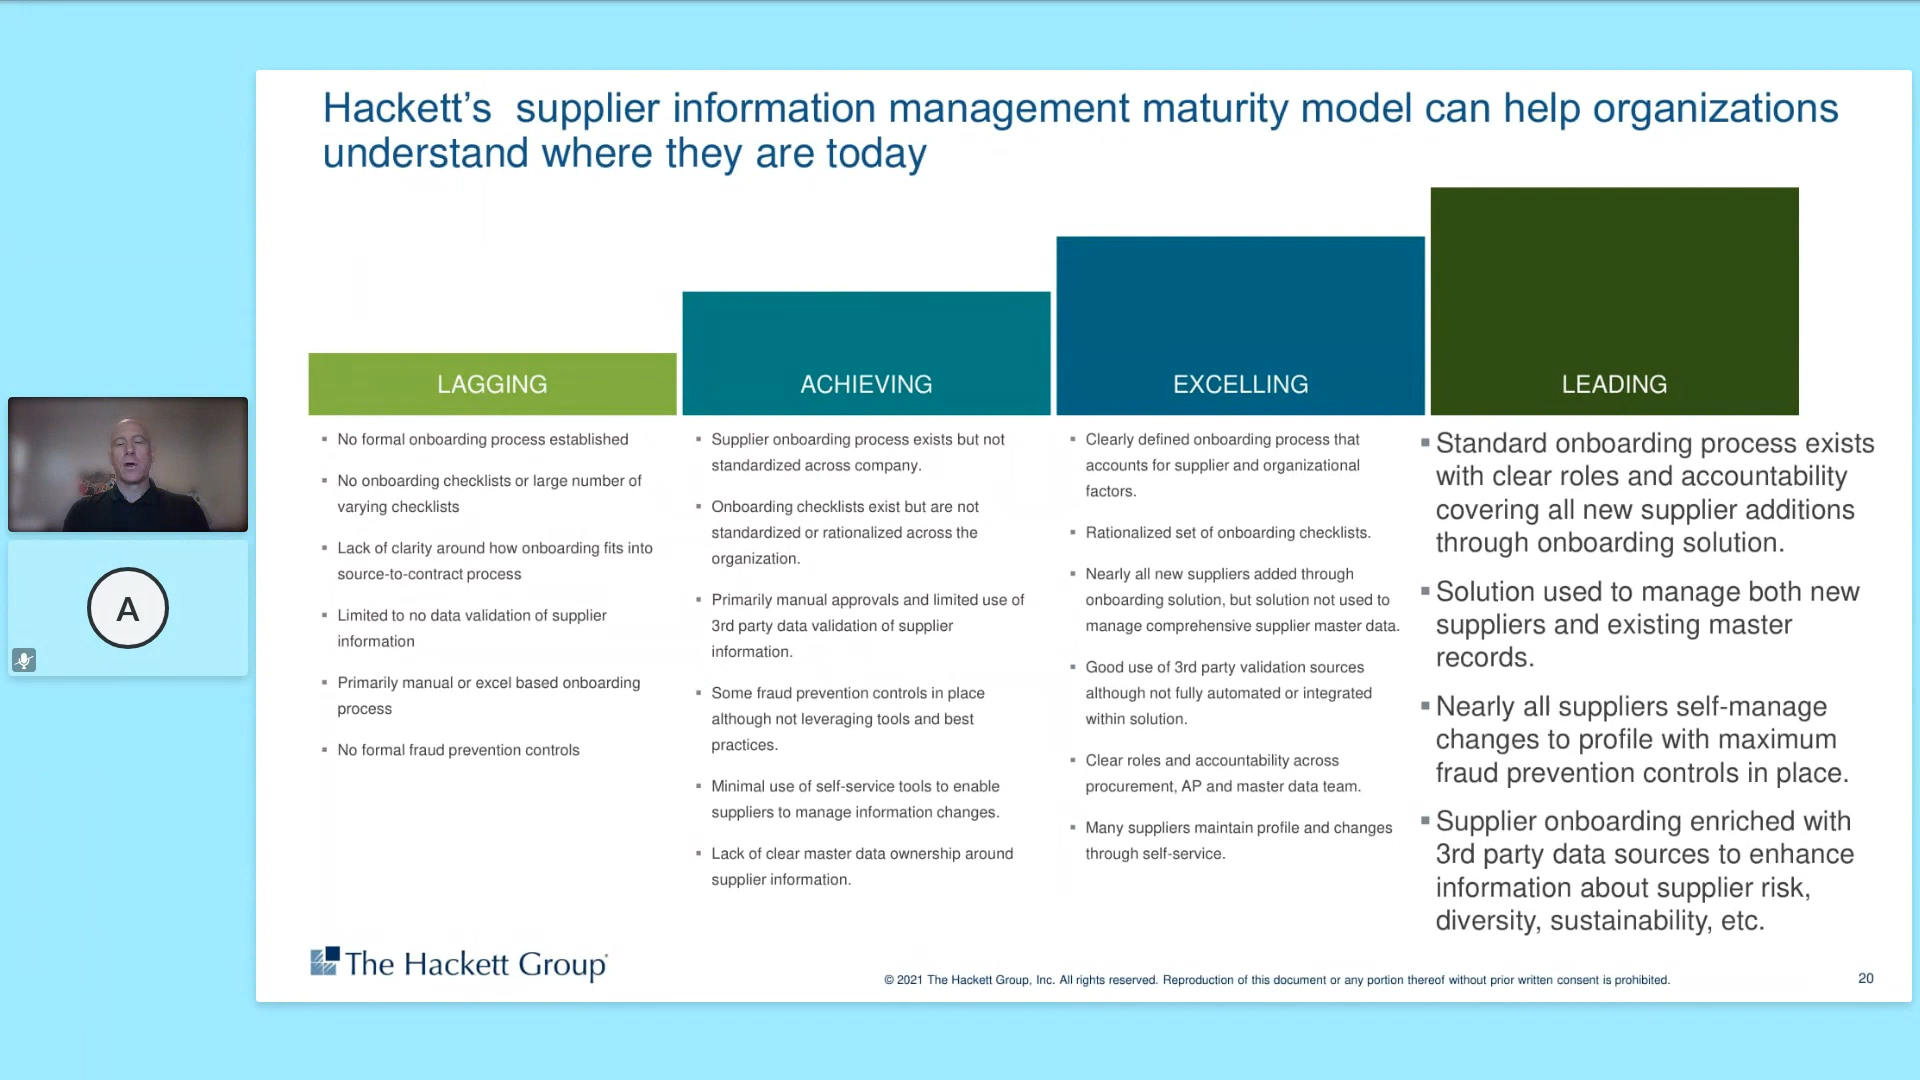 Hackett's  supplier information management maturity model can help organizations
understand where they are today
LAGGING
▪ No formal onboarding process established
▪ No onboarding checklists or large number of
varying checklists
▪ Lack of clarity around how onboarding fits into
source-to-contract process
▪ Limited to no data validation of supplier
information
▪ Primarily manual or excel based onboarding
process
▪ No formal fraud prevention controls
ACHIEVING
▪ Supplier onboarding process exists but not
standardized across company.
▪ Onboarding checklists exist but are not
standardized or rationalized across the
organization.
▪ Primarily manual approvals and limited use of
3rd party data validation of supplier
information.
▪ Some fraud prevention controls in place
although not leveraging tools and best
practices.
▪ Minimal use of self-service tools to enable
suppliers to manage information changes.
▪ Lack of clear master data ownership around
supplier information.
EXCELLING
▪ Clearly defined onboarding process that
accounts for supplier and organizational
factors.
▪ Rationalized set of onboarding checklists.
▪ Nearly all new suppliers added through
onboarding solution, but solution not used to
manage comprehensive supplier master data.
▪ Good use of 3rd party validation sources
although not fully automated or integrated
within solution.
▪ Clear roles and accountability across
procurement, AP and master data team.
▪ Many suppliers maintain profile and changes
through self-service.
LEADING
▪ Standard onboarding process exists
with clear roles and accountability
covering all new supplier additions
through onboarding solution.
▪ Solution used to manage both new
suppliers and existing master
records.
▪ Nearly all suppliers self-manage
changes to profile with maximum
fraud prevention controls in place.
▪ Supplier onboarding enriched with
3rd party data sources to enhance
information about supplier risk,
diversity, sustainability, etc.
A
The Hackett Group
© 2021 The Hackett Group, Inc. All rights reserved. Reproduction of this document or any portion thereof without prior written consent is prohibited.
20